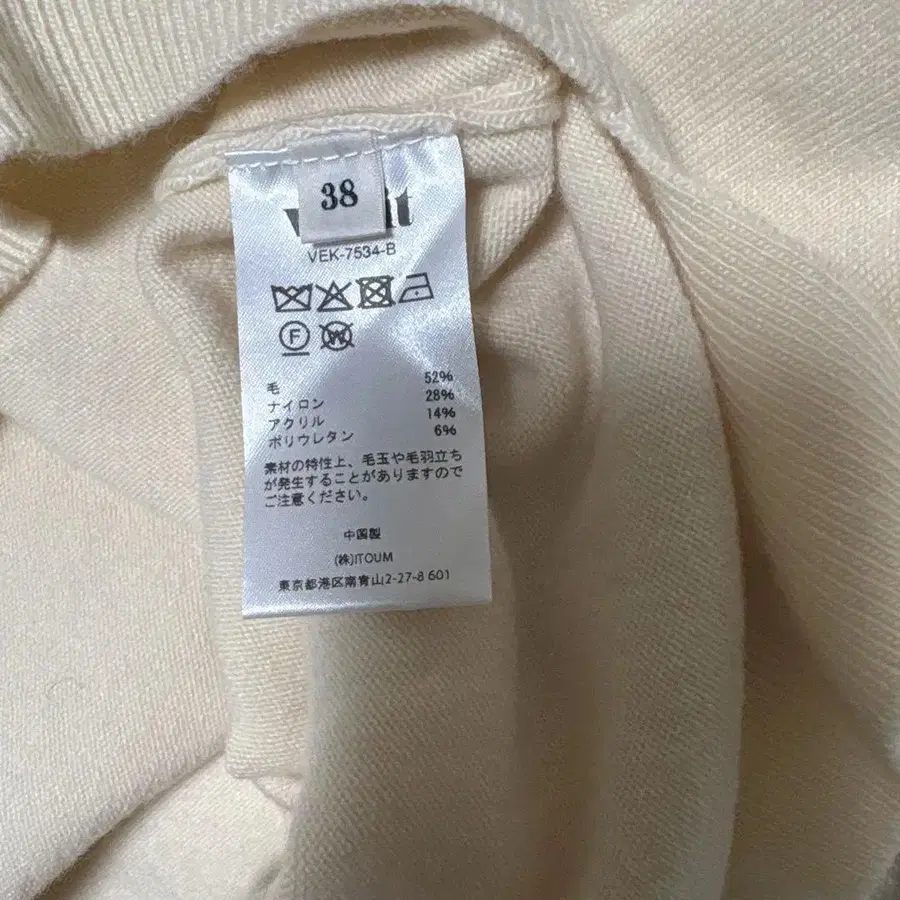 38
VEK-7534-B
F
W
毛 52%
ナイロン 28%
アクリル 14%
ポリウレタン 6%
素材の特性上、毛玉や毛羽立ち
が発生することがありますので
ご注意ください。
中国製
(株)ITOUM
東京都港区南青山2-27-8 601